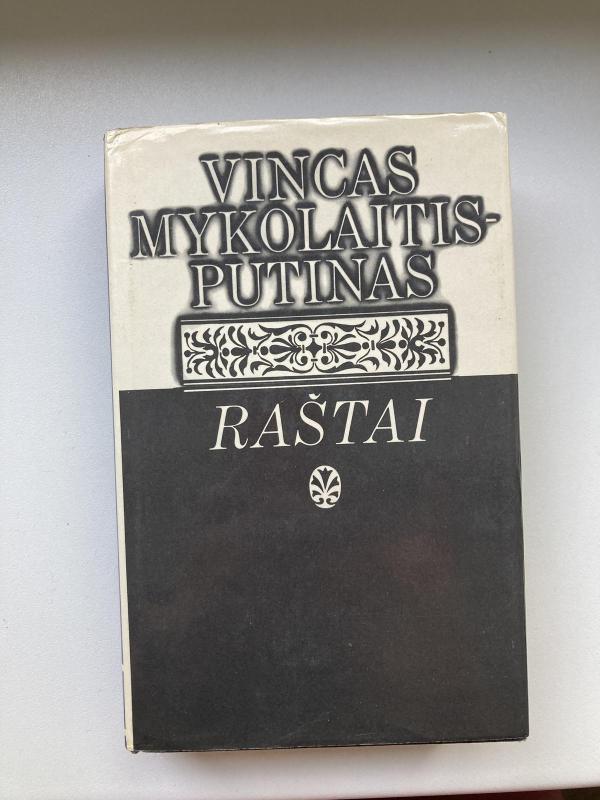 VINCAS
MYKOLAITIS-
PUTINAS
RAŠTAI